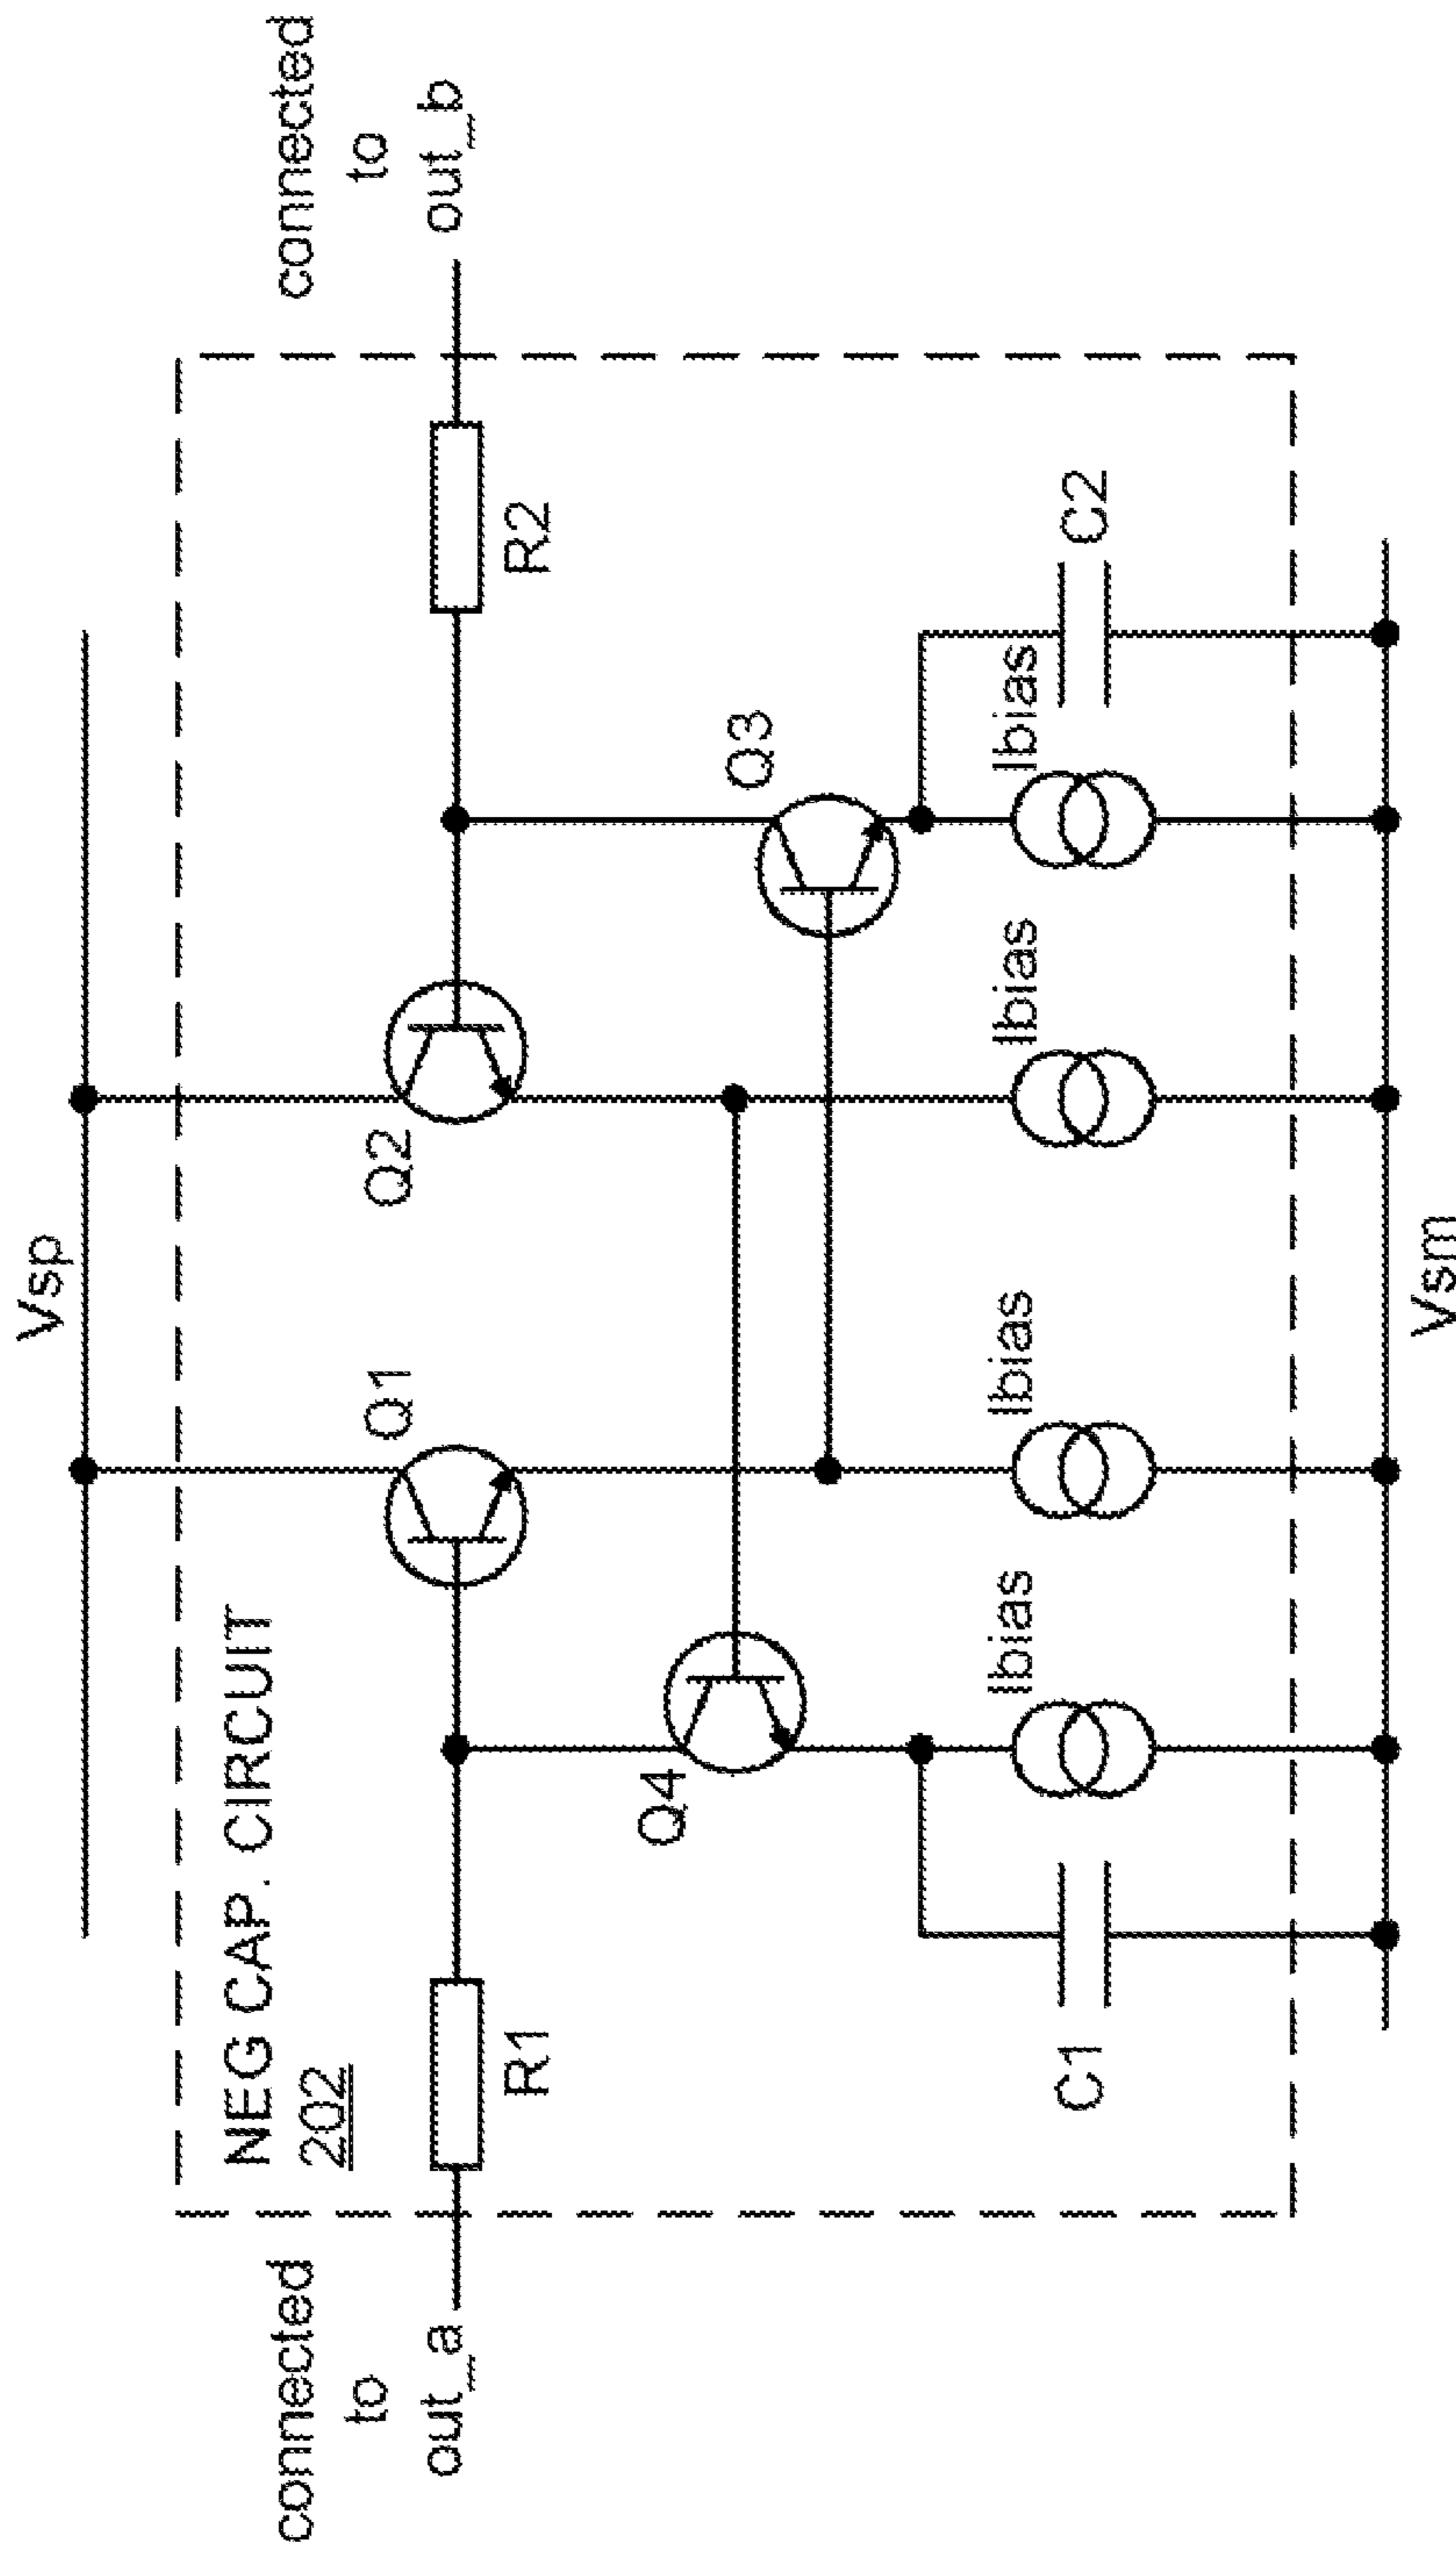 Vsp
NEG CAP. CIRCUIT
202
connected
to
out_a
connected
to
out_b
R1
R2
Q1
Q2
Q4
Q3
Ibias
Ibias
Ibias
Ibias
C1
C2
Vsm